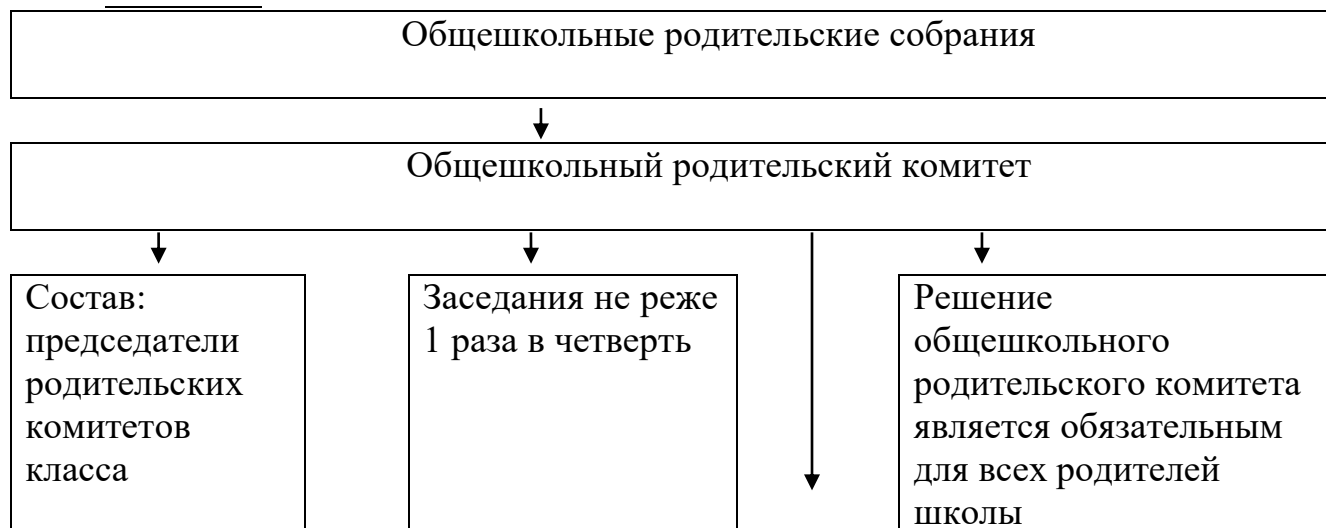 Общешкольные родительские собрания
Общешкольный родительский комитет
Состав:
председатели
родительских
комитетов
класса
Заседания не реже
1 раза в четверть
Решение
общешкольного
родительского комитета
является обязательным
для всех родителей
школы